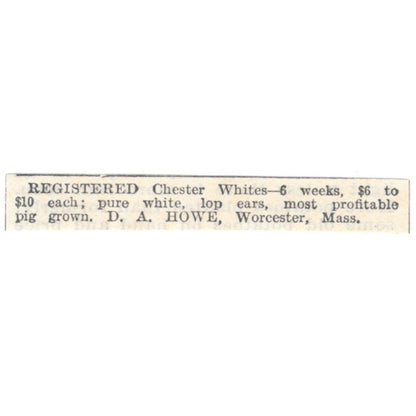 REGISTERED Chester Whites—6 weeks, $6 to
$10 each; pure white, lop ears, most profitable
pig grown. D. A. HOWE, Worcester, Mass.